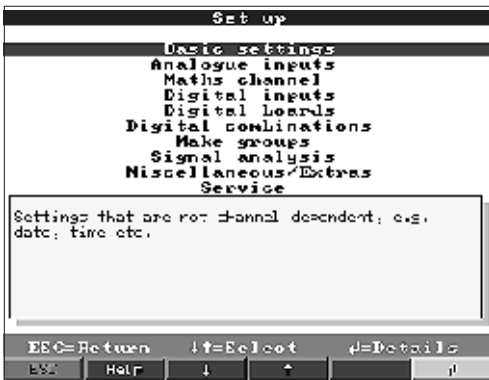 Set up
Basic settings
Analogue inputs
Maths channel
Digital inputs
Digital boards
Digital combinations
Make groups
Signal analysis
Miscellaneous/Extras
Service
Settings that are not channel dependent, e.g.
date, time etc.
ESC=Return ↓↑=Select ↵=Details
ESC Help ↓ ↑ ↵